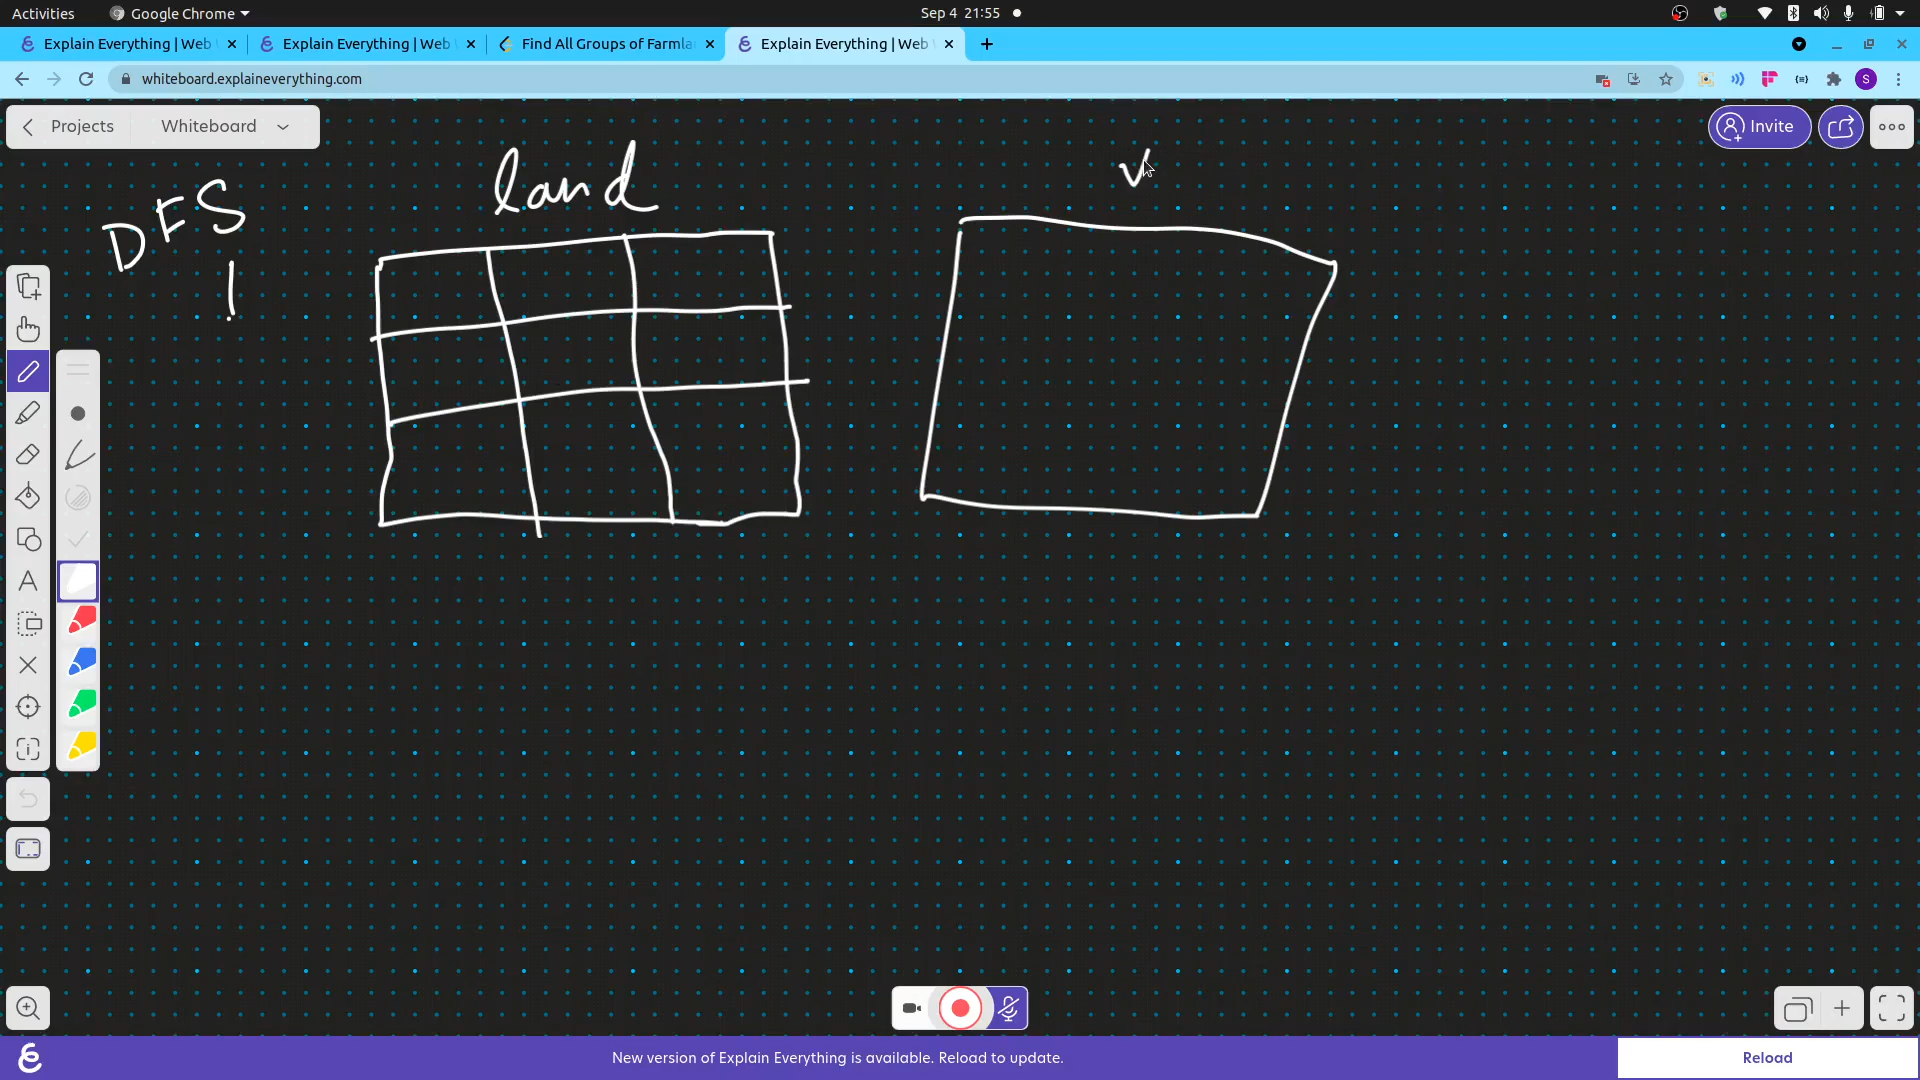 Activities
Google Chrome
Sep 4 21:55
Explain Everything | Web
Explain Everything | Web
Find All Groups of Farmla
Explain Everything | Web
whiteboard.explaineverything.com
S
Projects
Whiteboard
Invite
land
v
DFS
A
New version of Explain Everything is available. Reload to update.
Reload